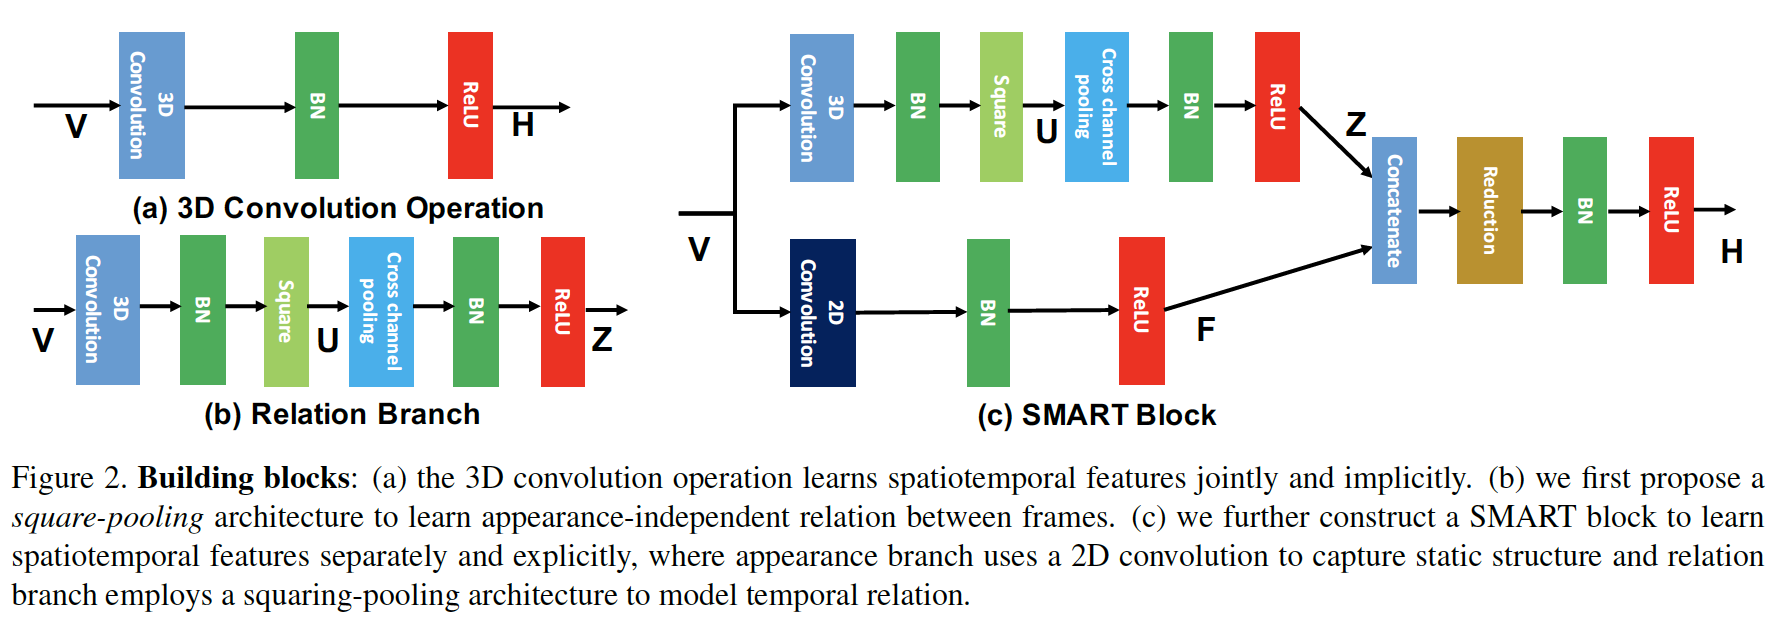 3D
Convolution
BN
ReLU
V
H
(a) 3D Convolution Operation
3D
Convolution
BN
Square
Cross channel
pooling
BN
ReLU
V
U
Z
(b) Relation Branch
3D
Convolution
BN
Square
U
Cross channel
pooling
BN
ReLU
Z
V
2D
Convolution
BN
ReLU
F
Concatenate
Reduction
BN
ReLU
H
(c) SMART Block
Figure 2. Building blocks: (a) the 3D convolution operation learns spatiotemporal features jointly and implicitly. (b) we first propose a
square-pooling architecture to learn appearance-independent relation between frames. (c) we further construct a SMART block to learn
spatiotemporal features separately and explicitly, where appearance branch uses a 2D convolution to capture static structure and relation
branch employs a squaring-pooling architecture to model temporal relation.